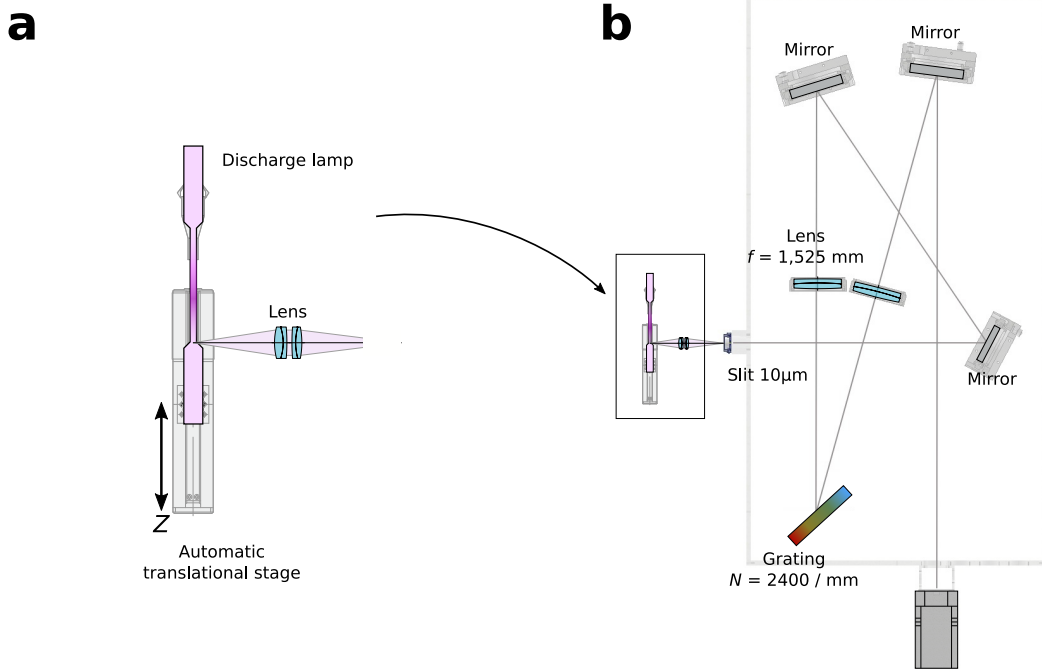 a
Discharge lamp
Lens
Z
Automatic
translational stage
b
Mirror
Mirror
Lens
f = 1,525 mm
Slit 10μm
Mirror
Grating
N = 2400 / mm